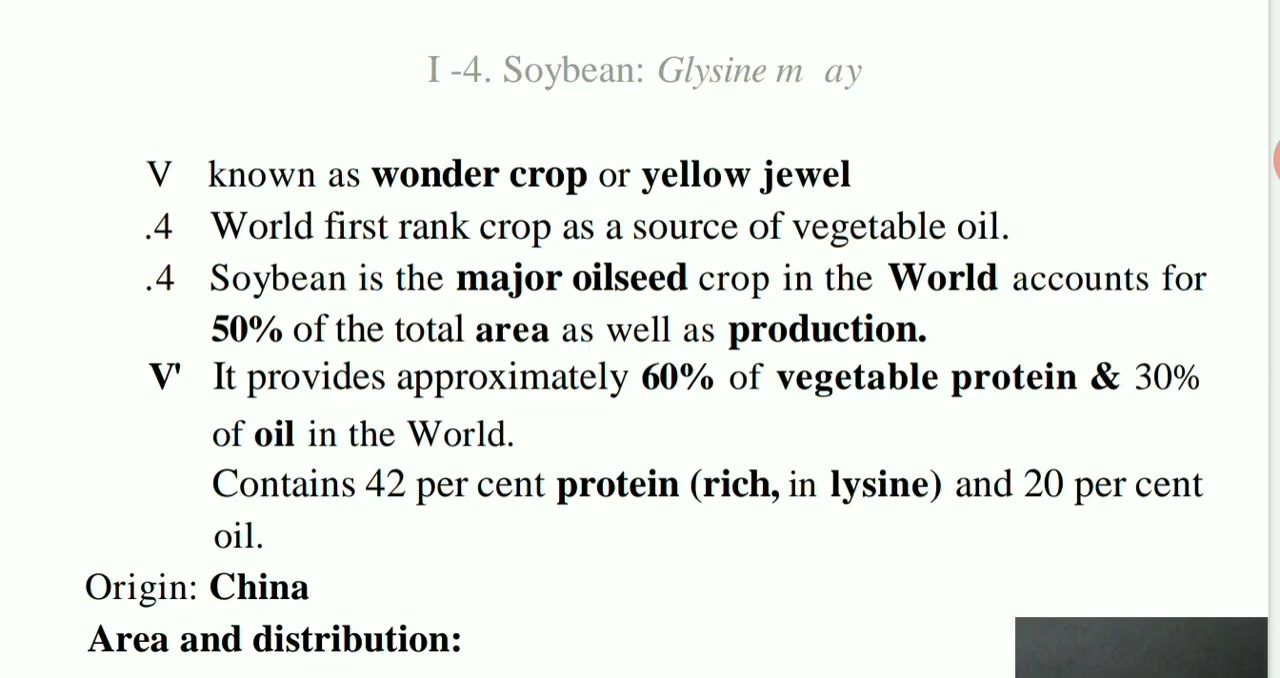 I -4. Soybean: Glysine m ay
V known as wonder crop or yellow jewel
.4 World first rank crop as a source of vegetable oil.
.4 Soybean is the major oilseed crop in the World accounts for
50% of the total area as well as production.
V' It provides approximately 60% of vegetable protein & 30%
of oil in the World.
Contains 42 per cent protein (rich, in lysine) and 20 per cent
oil.
Origin: China
Area and distribution: